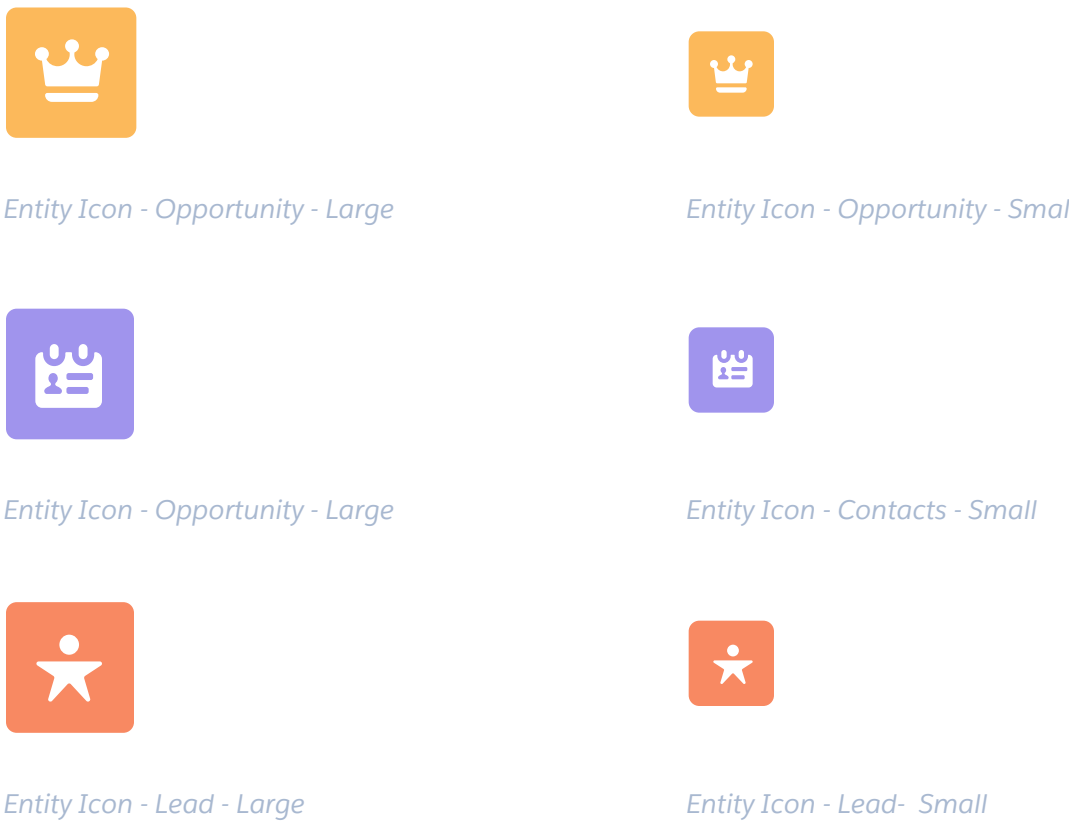 Entity Icon - Opportunity - Large
Entity Icon - Opportunity - Smal
Entity Icon - Opportunity - Large
Entity Icon - Contacts - Small
Entity Icon - Lead - Large
Entity Icon - Lead-  Small